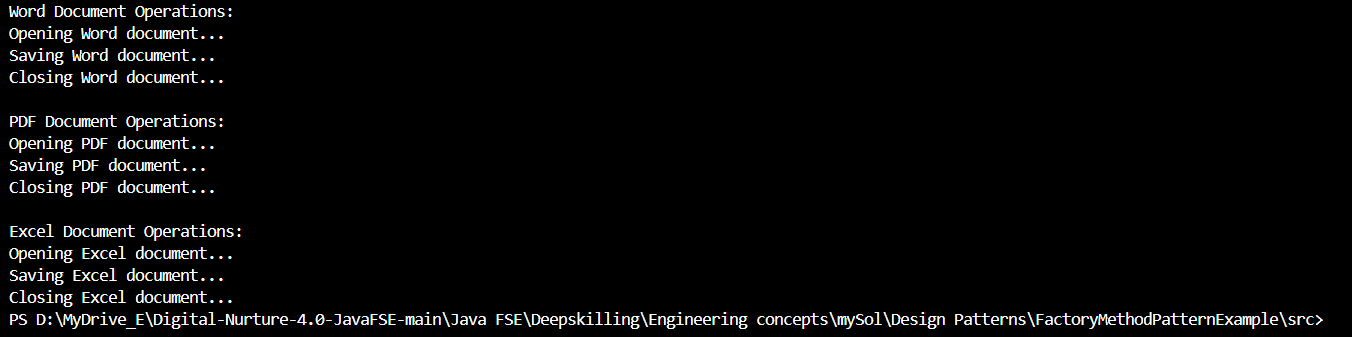 Word Document Operations:
Opening Word document...
Saving Word document...
Closing Word document...
PDF Document Operations:
Opening PDF document...
Saving PDF document...
Closing PDF document...
Excel Document Operations:
Opening Excel document...
Saving Excel document...
Closing Excel document...
PS D:\MyDrive_E\Digital-Nurture-4.0-JavaFSE-main\Java FSE\Deepskilling\Engineering concepts\mySol\Design Patterns\FactoryMethodPatternExample\src>